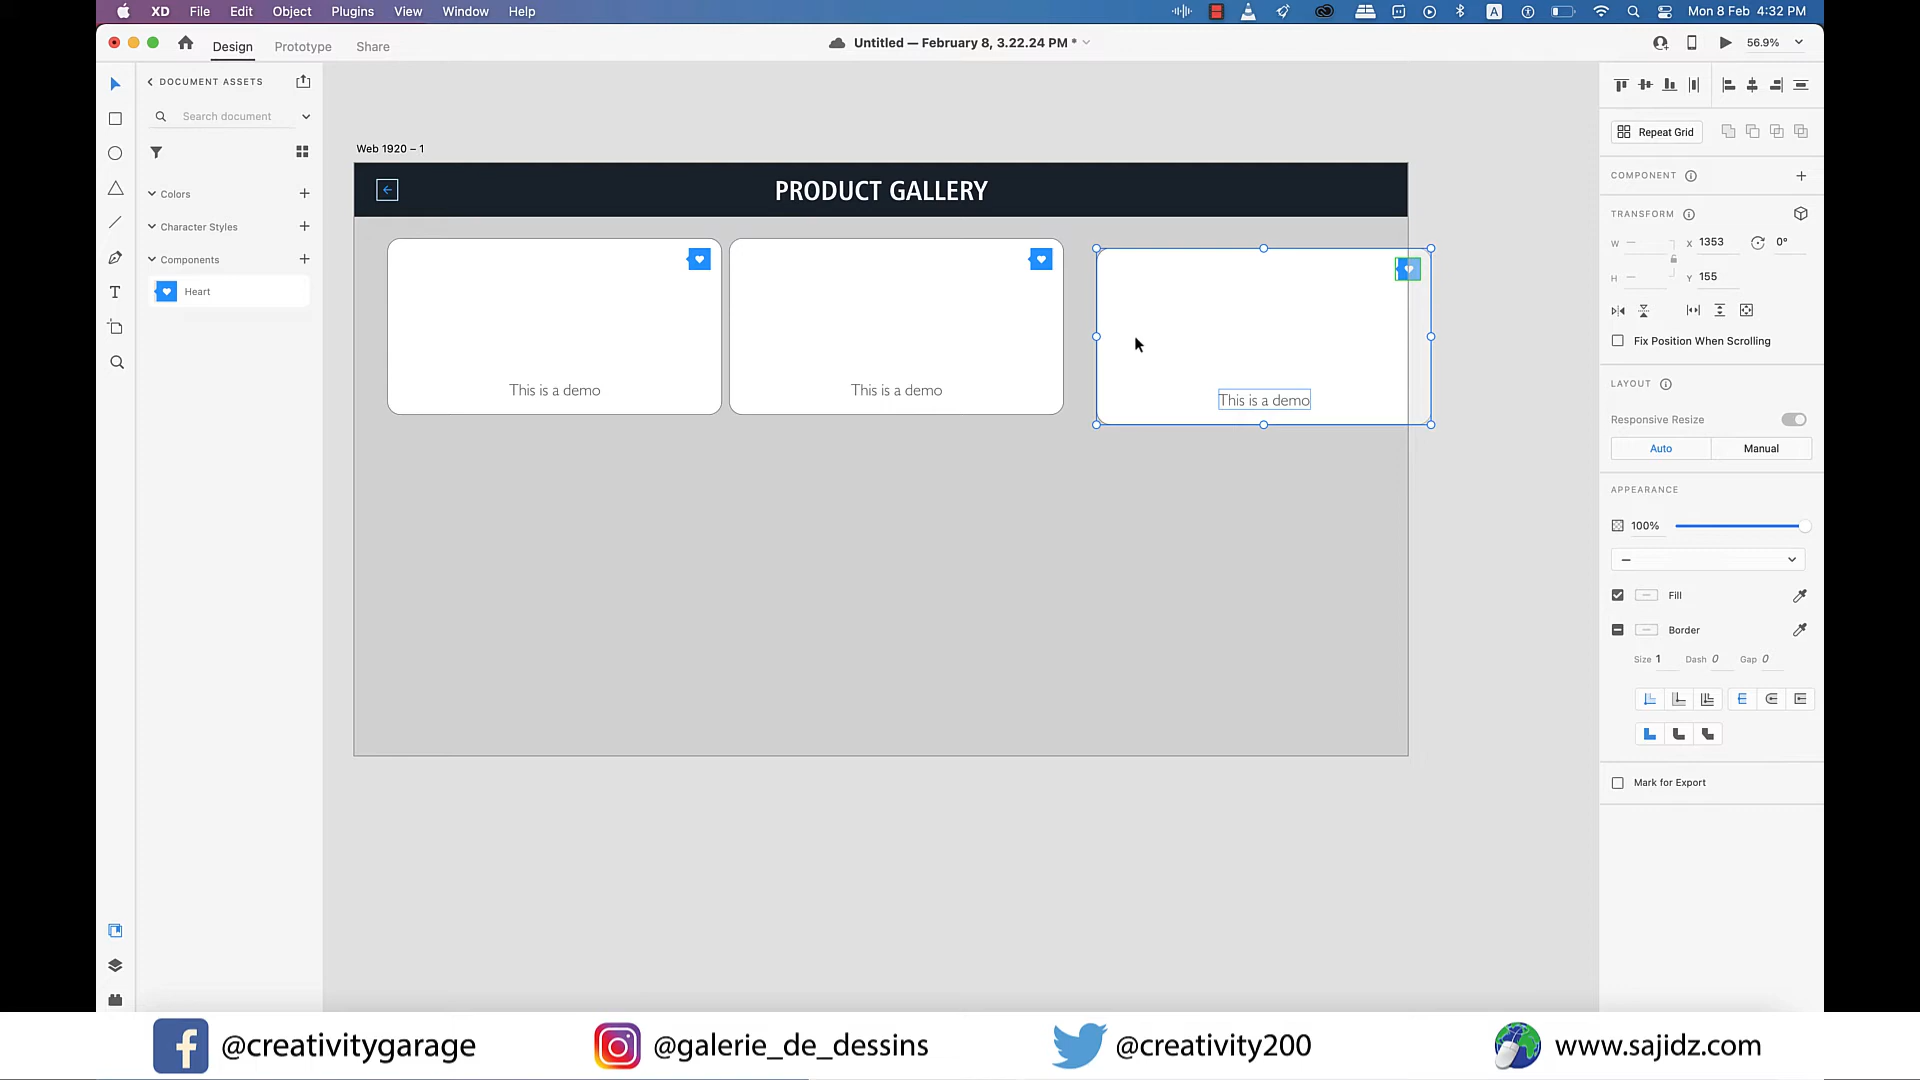 XD File Edit Object Plugins View Window Help
A
Mon 8 Feb 4:32 PM
Design Prototype Share
Untitled — February 8, 3.22.24 PM *
56.9%
DOCUMENT ASSETS
Search document
Colors
Character Styles
Components
Heart
T
Web 1920 – 1
PRODUCT GALLERY
This is a demo
This is a demo
This is a demo
Repeat Grid
COMPONENT
TRANSFORM
W — X 1353 0°
H — Y 155
Fix Position When Scrolling
LAYOUT
Responsive Resize
Auto Manual
APPEARANCE
100%
—
Fill
Border
Size 1 Dash 0 Gap 0
Mark for Export
@creativitygarage @galerie_de_dessins @creativity200 www.sajidz.com